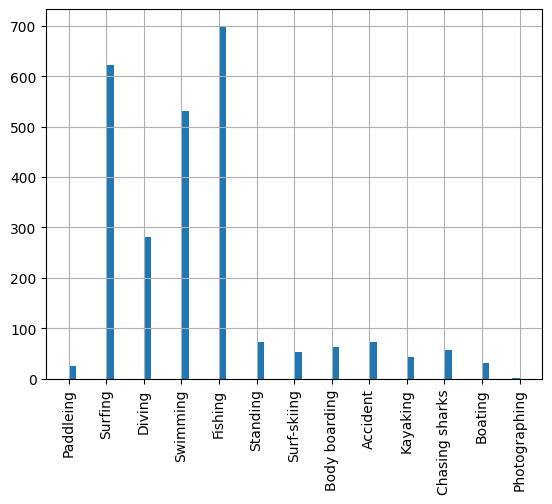 700
600
500
400
300
200
100
0
Paddleing
Surfing
Diving
Swimming
Fishing
Standing
Surf-skiing
Body boarding
Accident
Kayaking
Chasing sharks
Boating
Photographing